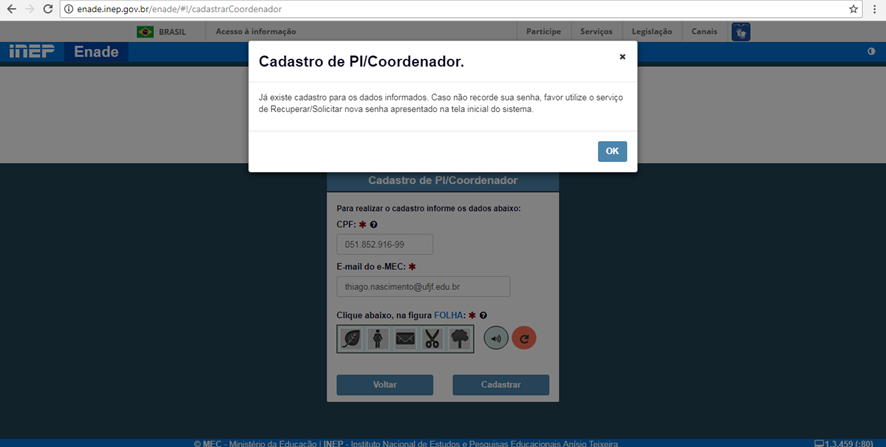 enade.inep.gov.br/enade/#!/cadastrarCoordenador
BRASIL Acesso à informação Participe Serviços Legislação Canais
inep Enade
Cadastro de PI/Coordenador. ×
Já existe cadastro para os dados informados. Caso não recorde sua senha, favor utilize o serviço
de Recuperar/Solicitar nova senha apresentado na tela inicial do sistema.
OK
Cadastro de PI/Coordenador
Para realizar o cadastro informe os dados abaixo:
CPF: * ?
051.852.916-99
E-mail do e-MEC: *
thiago.nascimento@ufjf.edu.br
Clique abaixo, na figura FOLHA: * ?
Voltar Cadastrar
© MEC - Ministério da Educação | INEP - Instituto Nacional de Estudos e Pesquisas Educacionais Anísio Teixeira 1.3.459 (:80)